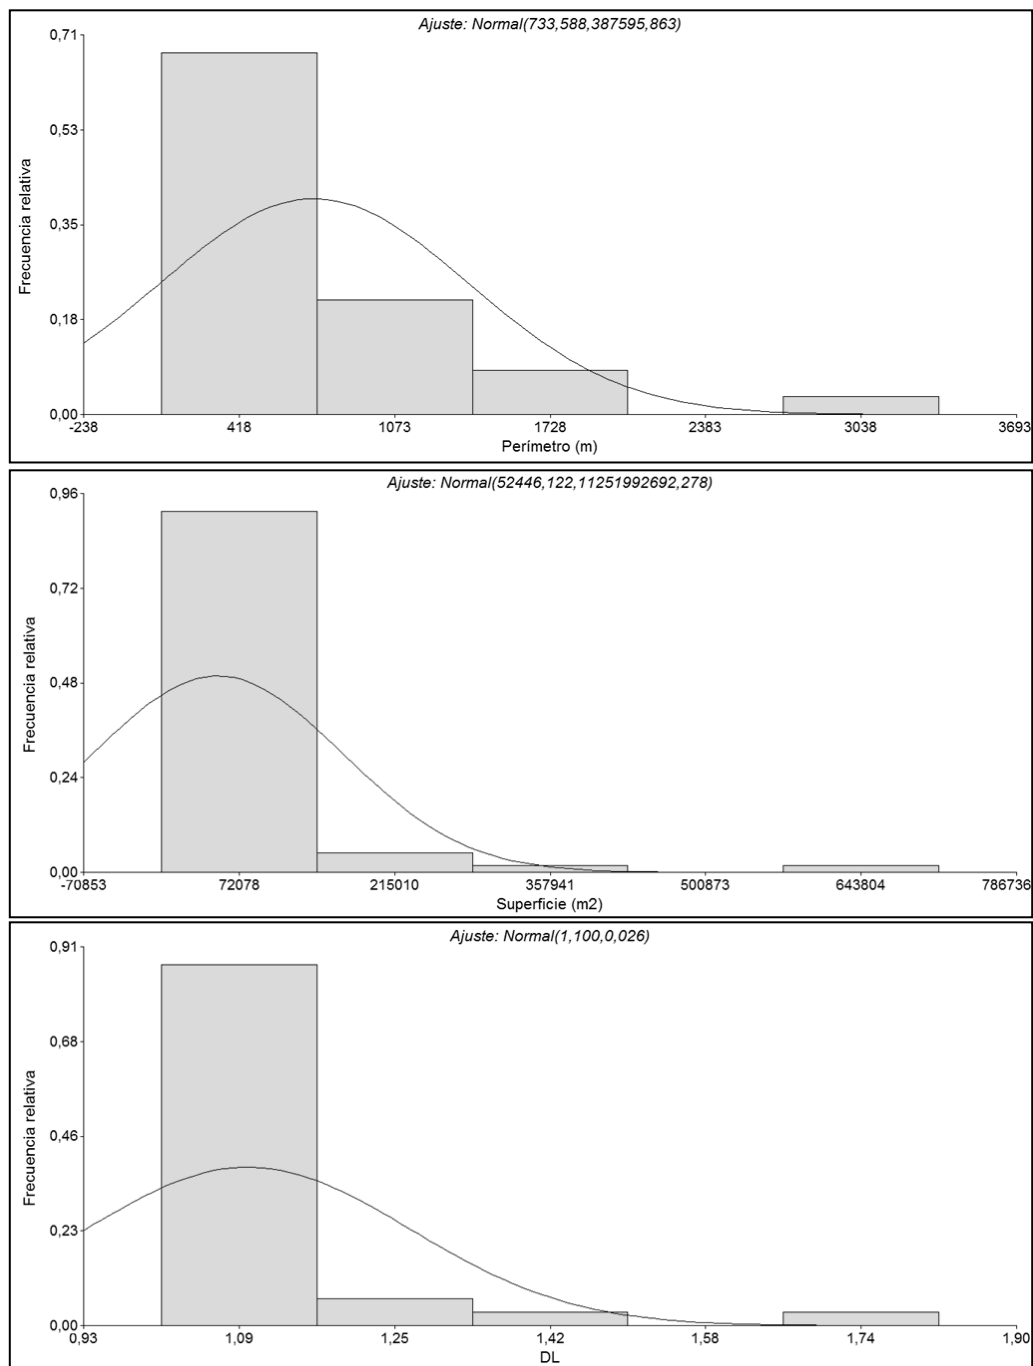 Ajuste: Normal(733,588,387595,863)
0,71
0,53
0,35
0,18
0,00
Frecuencia relativa
-238 418 1073 1728 2383 3038 3693
Perímetro (m)
Ajuste: Normal(52446,122,11251992692,278)
0,96
0,72
0,48
0,24
0,00
Frecuencia relativa
-70853 72078 215010 357941 500873 643804 786736
Superficie (m2)
Ajuste: Normal(1,100,0,026)
0,91
0,68
0,46
0,23
0,00
Frecuencia relativa
0,93 1,09 1,25 1,42 1,58 1,74 1,90
DL